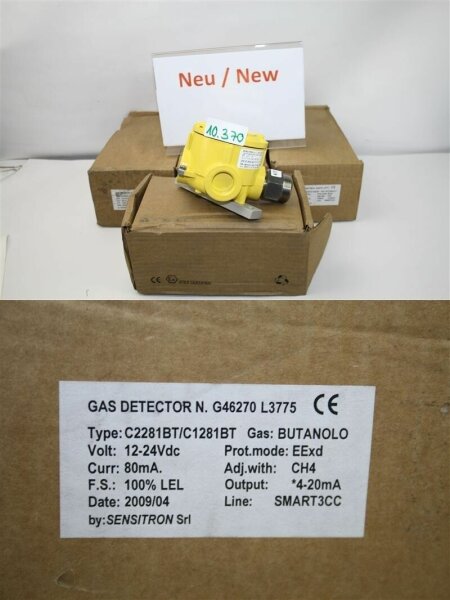 Neu / New
10.370
CE
GAS DETECTOR N. G46270 L3775 CE
Type: C2281BT/C1281BT Gas: BUTANOLO
Volt: 12-24Vdc Prot.mode: EExd
Curr: 80mA. Adj.with: CH4
F.S.: 100% LEL Output: *4-20mA
Date: 2009/04 Line: SMART3CC
by: SENSITRON Srl